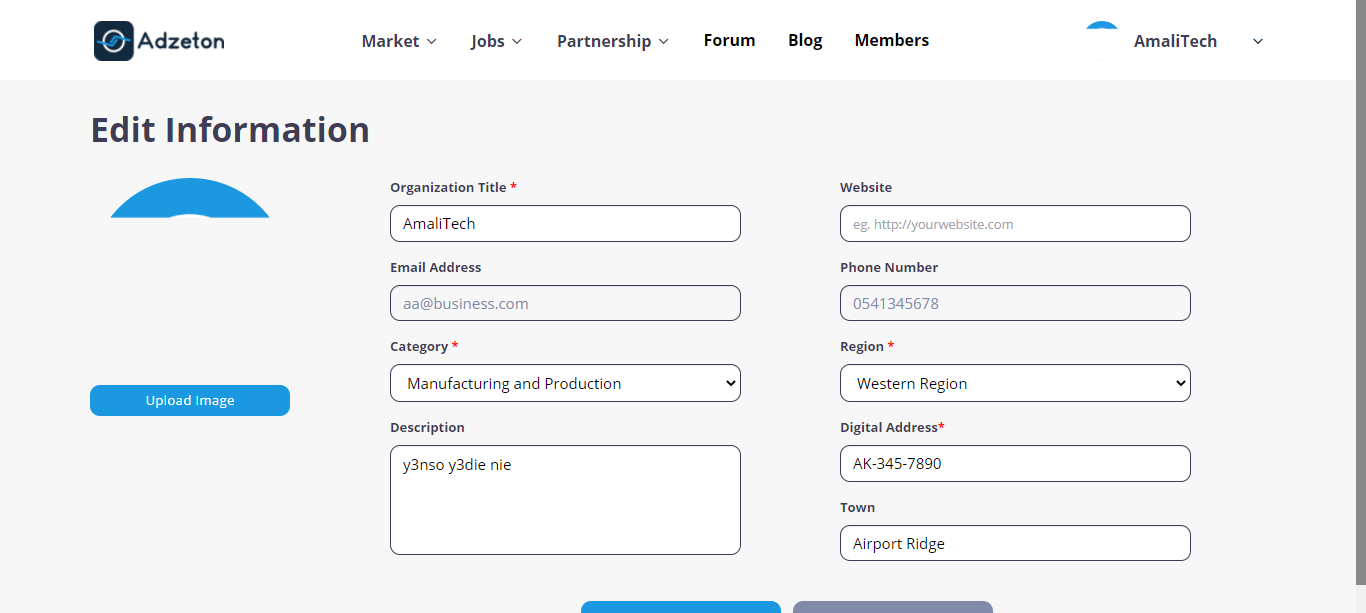 Adzeton
Market Jobs Partnership Forum Blog Members AmaliTech
Edit Information
Upload Image
Organization Title *
AmaliTech
Email Address
aa@business.com
Category *
Manufacturing and Production
Description
y3nso y3die nie
Website
eg. http://yourwebsite.com
Phone Number
0541345678
Region *
Western Region
Digital Address*
AK-345-7890
Town
Airport Ridge